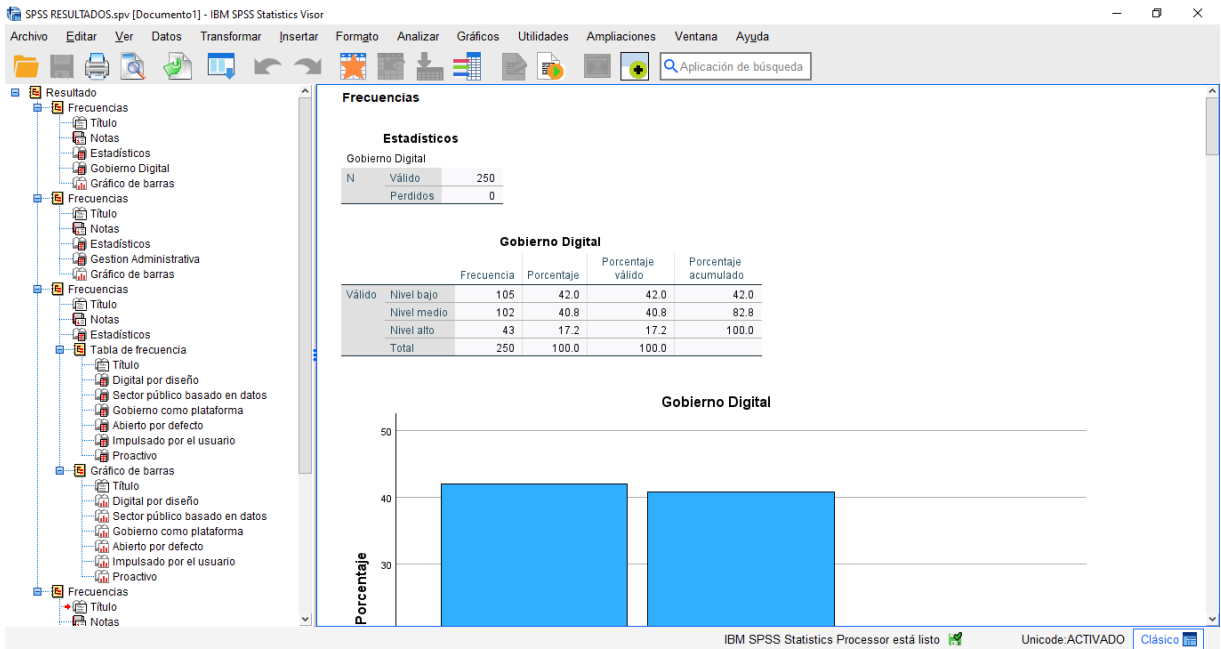 SPSS RESULTADOS.spv [Documento1] - IBM SPSS Statistics Visor
Archivo Editar Ver Datos Transformar Insertar Formato Analizar Gráficos Utilidades Ampliaciones Ventana Ayuda
Aplicación de búsqueda
Resultado
Frecuencias
Título
Notas
Estadísticos
Gobierno Digital
Gráfico de barras
Frecuencias
Título
Notas
Estadísticos
Gestion Administrativa
Gráfico de barras
Frecuencias
Título
Notas
Estadísticos
Tabla de frecuencia
Título
Digital por diseño
Sector público basado en datos
Gobierno como plataforma
Abierto por defecto
Impulsado por el usuario
Proactivo
Gráfico de barras
Título
Digital por diseño
Sector público basado en datos
Gobierno como plataforma
Abierto por defecto
Impulsado por el usuario
Proactivo
Frecuencias
Título
Notas
Frecuencias
Estadísticos
Gobierno Digital
N Válido 250
Perdidos 0
Gobierno Digital
Frecuencia Porcentaje Porcentaje válido Porcentaje acumulado
Válido Nivel bajo 105 42.0 42.0 42.0
Nivel medio 102 40.8 40.8 82.8
Nivel alto 43 17.2 17.2 100.0
Total 250 100.0 100.0
Gobierno Digital
50
40
30
Porcentaje
IBM SPSS Statistics Processor está listo Unicode:ACTIVADO Clásico